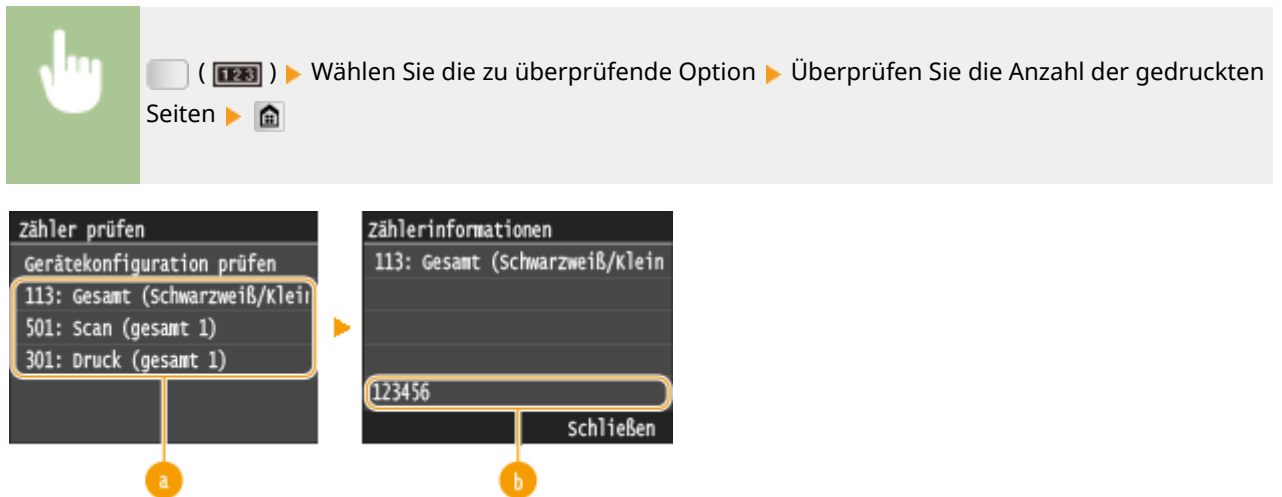 ( 123 ) Wählen Sie die zu überprüfende Option Überprüfen Sie die Anzahl der gedruckten
Seiten
Zähler prüfen
Gerätekonfiguration prüfen
113: Gesamt (Schwarzweiß/Klein
501: Scan (gesamt 1)
301: Druck (gesamt 1)
a
Zählerinformationen
113: Gesamt (Schwarzweiß/Klein
123456
Schließen
b